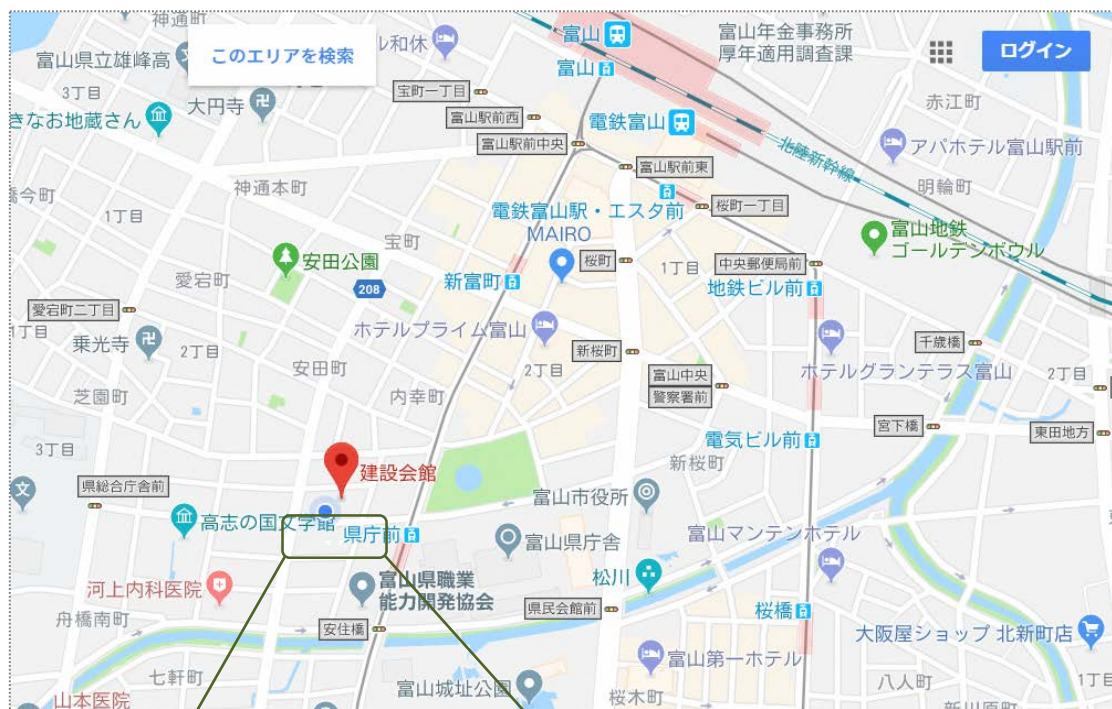 神通町
このエリアを検索
ル和休
富山
富山年金事務所
厚年適用調査課
ログイン
富山県立雄峰高
富山
3丁目
宝町一丁目
赤江町
きなお地蔵さん
大円寺
富山駅前西
電鉄富山
富山駅前中央
アパホテル富山駅前
北陸新幹線
富山駅前東
神通本町
明輪町
橋今町
1丁目
電鉄富山駅・エスタ前
桜町一丁目
MAIRO
宝町
富山地鉄
ゴールデンボウル
安田公園
桜町
1丁目
中央郵便局前
愛宕町
新富町
208
地鉄ビル前
愛宕町二丁目
ホテルプライム富山
丁目
乗光寺
2丁目
新桜町
千歳橋
安田町
2丁目
富山中央
警察署前
ホテルグランテラス富山
2丁目
芝園町
内幸町
宮下橋
東田地方
3丁目
電気ビル前
新桜町
建設会館
文
県総合庁舎前
富山市役所
高志の国文学館
県庁前
富山県庁舎
富山マンテンホテル
富山県職業
能力開発協会
松川
河上内科医院
県民会館前
桜橋
舟橋南町
安住橋
大阪屋ショップ 北新町店
富山第一ホテル
七軒町
富山城址公園
八人町
1丁目
山本医院
桜木町
新川原町